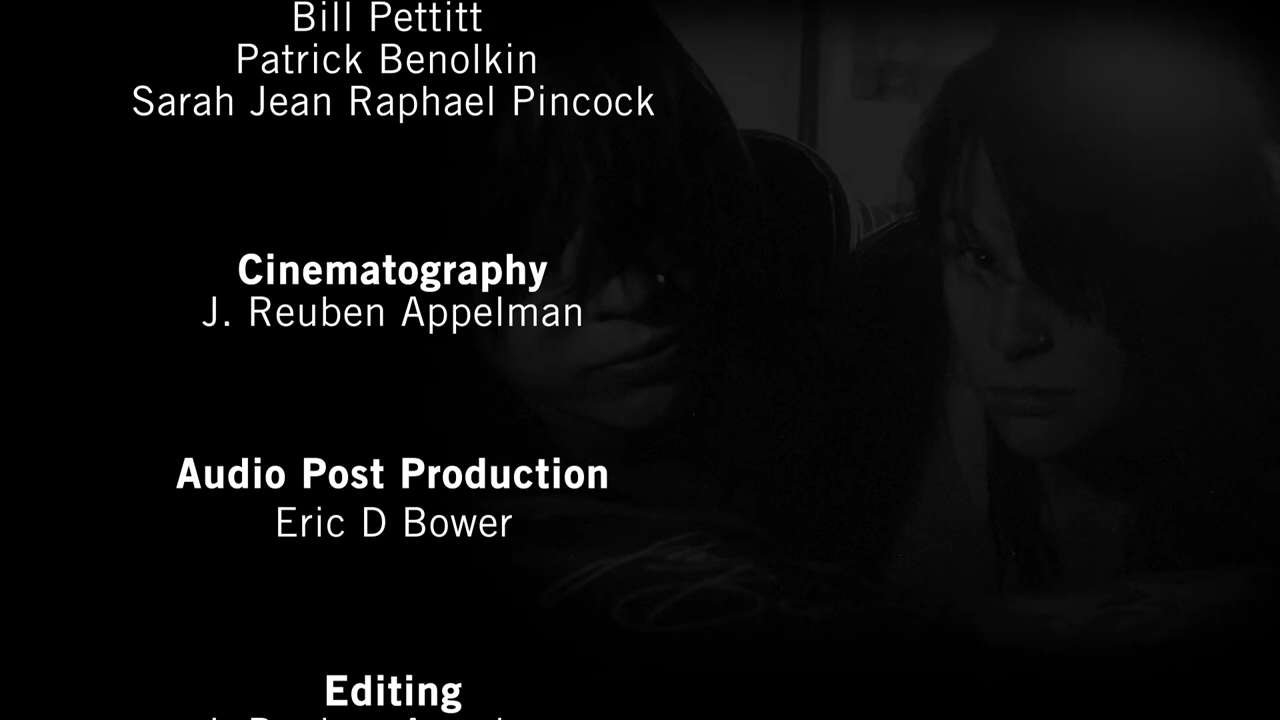 Bill Pettitt
Patrick Benolkin
Sarah Jean Raphael Pincock
Cinematography
J. Reuben Appelman
Audio Post Production
Eric D Bower
Editing